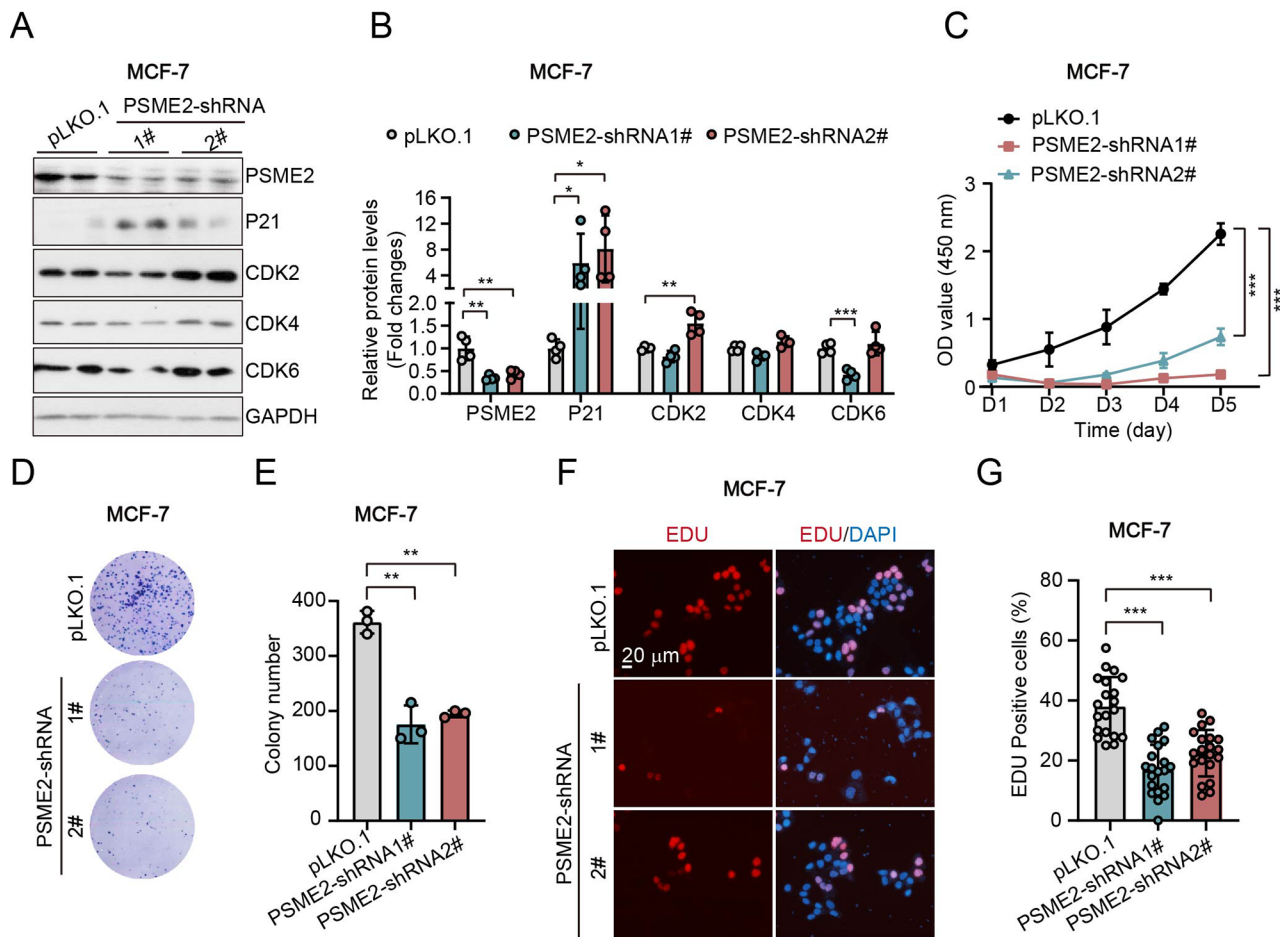 A
MCF-7
pLKO.1
PSME2-shRNA
1#
2#
PSME2
P21
CDK2
CDK4
CDK6
GAPDH
B
MCF-7
pLKO.1
PSME2-shRNA1#
PSME2-shRNA2#
Relative protein levels
(Fold changes)
16
12
8
4
2.0
1.5
1.0
0.5
0.0
**
**
*
*
**
***
PSME2
P21
CDK2
CDK4
CDK6
C
MCF-7
pLKO.1
PSME2-shRNA1#
PSME2-shRNA2#
OD value (450 nm)
3
2
1
0
***
***
D1
D2
D3
D4
D5
Time (day)
D
MCF-7
pLKO.1
PSME2-shRNA
1#
2#
E
MCF-7
Colony number
400
300
200
100
0
**
**
pLKO.1
PSME2-shRNA1#
PSME2-shRNA2#
F
MCF-7
EDU
EDU/DAPI
pLKO.1
20 μm
PSME2-shRNA
1#
2#
G
MCF-7
EDU Positive cells (%)
80
60
40
20
0
***
***
pLKO.1
PSME2-shRNA1#
PSME2-shRNA2#